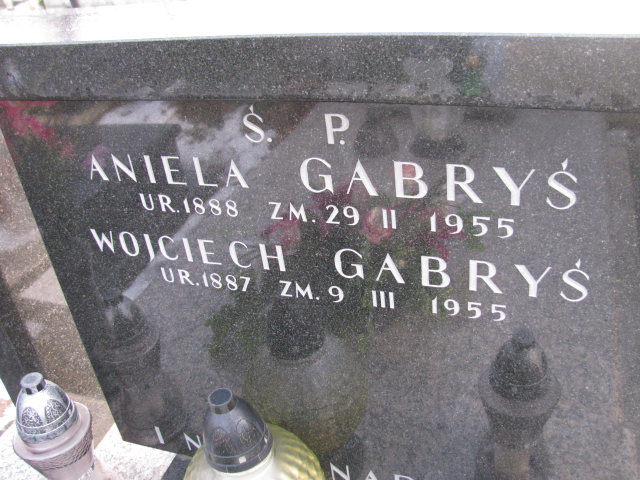 Ś. P.
ANIELA GABRYŚ
UR. 1888 ZM. 29 II 1955
WOJCIECH GABRYŚ
UR. 1887 ZM. 9 III 1955